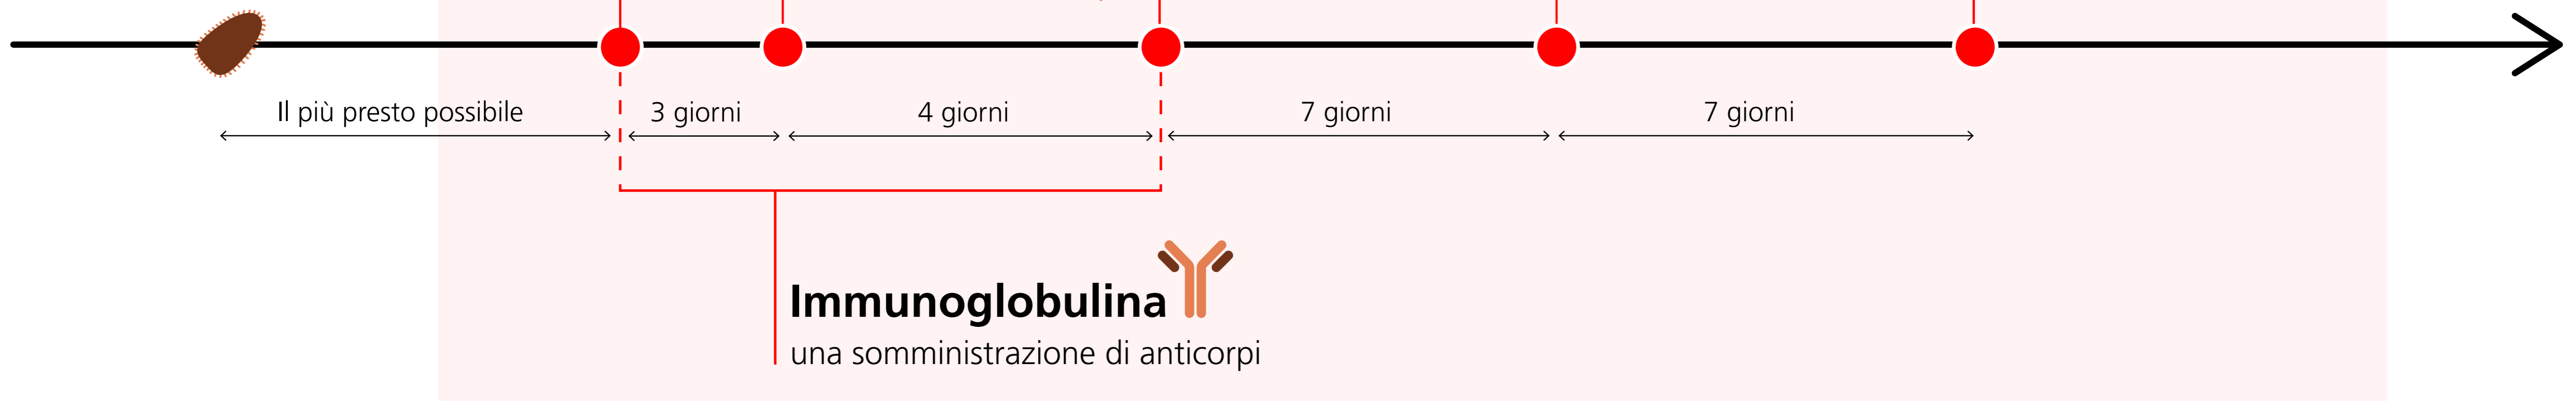 Il più presto possibile
3 giorni
4 giorni
7 giorni
7 giorni
Immunoglobulina
una somministrazione di anticorpi